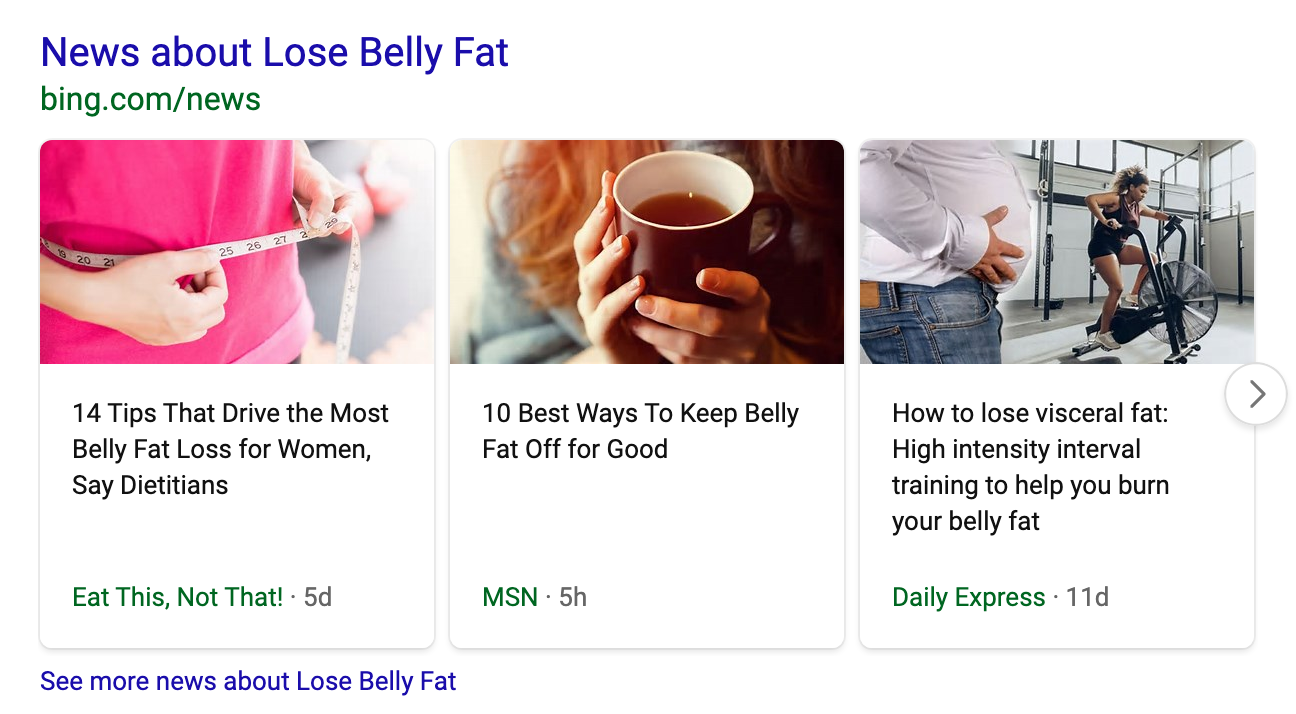 News about Lose Belly Fat
bing.com/news
19 20 21 25 26 27 29
14 Tips That Drive the Most
Belly Fat Loss for Women,
Say Dietitians
Eat This, Not That! · 5d
10 Best Ways To Keep Belly
Fat Off for Good
MSN · 5h
How to lose visceral fat:
High intensity interval
training to help you burn
your belly fat
Daily Express · 11d
See more news about Lose Belly Fat